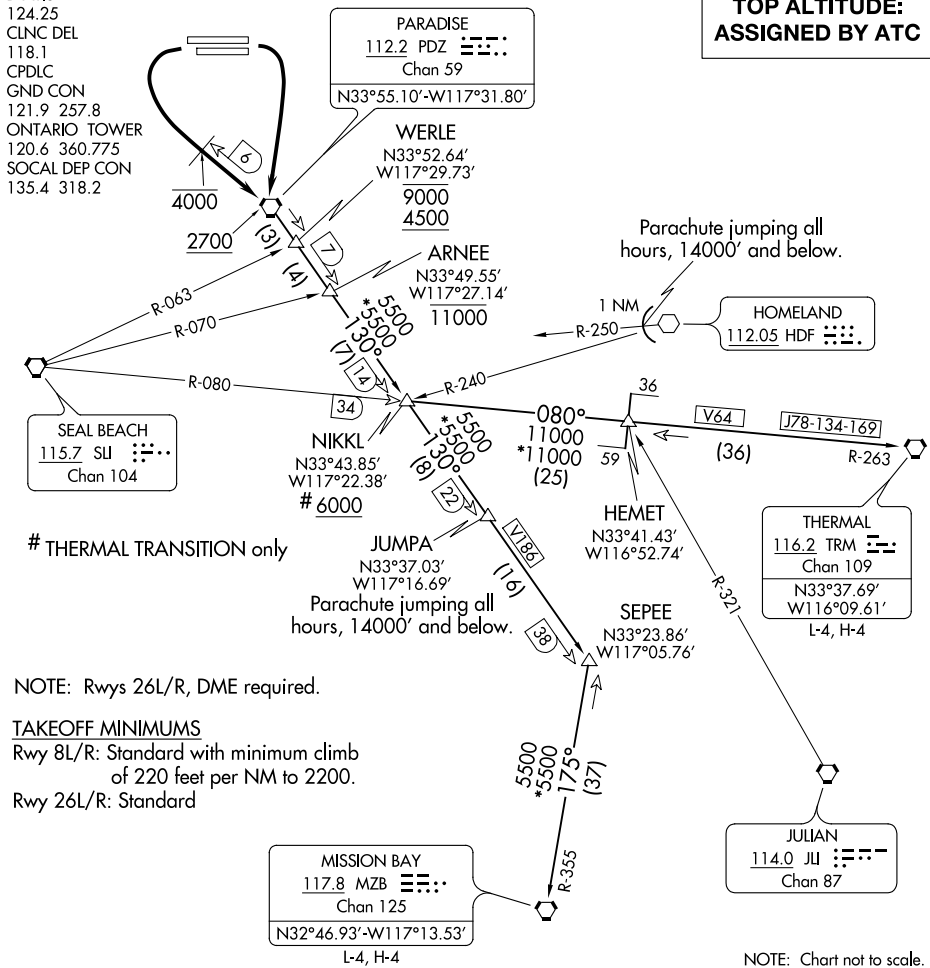 124.25
CLNC DEL
118.1
CPDLC
GND CON
121.9 257.8
ONTARIO TOWER
120.6 360.775
SOCAL DEP CON
135.4 318.2
TOP ALTITUDE:
ASSIGNED BY ATC
PARADISE
112.2 PDZ
Chan 59
N33°55.10'-W117°31.80'
6
4000
2700
WERLE
N33°52.64'
W117°29.73'
9000
4500
(3)
7
(4)
ARNEE
N33°49.55'
W117°27.14'
11000
R-063
R-070
R-080
5500
*5500
130°
(7)
14
34
Parachute jumping all
hours, 14000' and below.
1 NM
R-250
R-240
HOMELAND
112.05 HDF
SEAL BEACH
115.7 SLI
Chan 104
NIKKL
N33°43.85'
W117°22.38'
# 6000
# THERMAL TRANSITION only
5500
*5500
130°
(8)
22
080°
11000
*11000
(25)
36
59
V64
J78-134-169
(36)
R-263
HEMET
N33°41.43'
W116°52.74'
THERMAL
116.2 TRM
Chan 109
N33°37.69'
W116°09.61'
L-4, H-4
JUMPA
N33°37.03'
W117°16.69'
Parachute jumping all
hours, 14000' and below.
V186
(16)
38
R-321
SEPEE
N33°23.86'
W117°05.76'
NOTE: Rwys 26L/R, DME required.
TAKEOFF MINIMUMS
Rwy 8L/R: Standard with minimum climb
of 220 feet per NM to 2200.
Rwy 26L/R: Standard
5500
*5500
175°
(37)
R-355
JULIAN
114.0 JLI
Chan 87
MISSION BAY
117.8 MZB
Chan 125
N32°46.93'-W117°13.53'
L-4, H-4
NOTE: Chart not to scale.